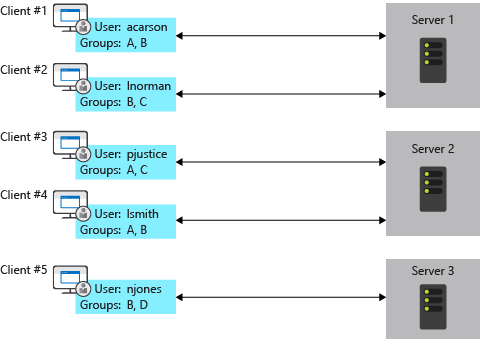 Client #1
User: acarson
Groups: A, B
Server 1
Client #2
User: lnorman
Groups: B, C
Client #3
User: pjustice
Groups: A, C
Server 2
Client #4
User: lsmith
Groups: A, B
Client #5
User: njones
Groups: B, D
Server 3